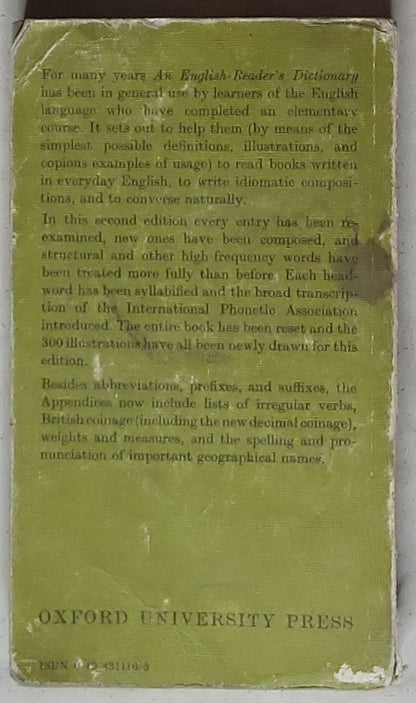 For many years An English-Reader's Dictionary
has been in general use by learners of the English
language who have completed an elementary
course. It sets out to help them (by means of the
simplest possible definitions, illustrations, and
copious examples of usage) to read books written
in everyday English, to write idiomatic composi-
tions, and to converse naturally.
In this second edition every entry has been re-
examined, new ones have been composed, and
structural and other high-frequency words have
been treated more fully than before. Each head-
word has been syllabified and the broad transcrip-
tion of the International Phonetic Association
introduced. The entire book has been reset and the
300 illustrations have all been newly drawn for this
edition.
Besides abbreviations, prefixes, and suffixes, the
Appendices now include lists of irregular verbs,
British coinage (including the new decimal coinage),
weights and measures, and the spelling and pro-
nunciation of important geographical names.
OXFORD UNIVERSITY PRESS
ISBN 0 19 431116 3